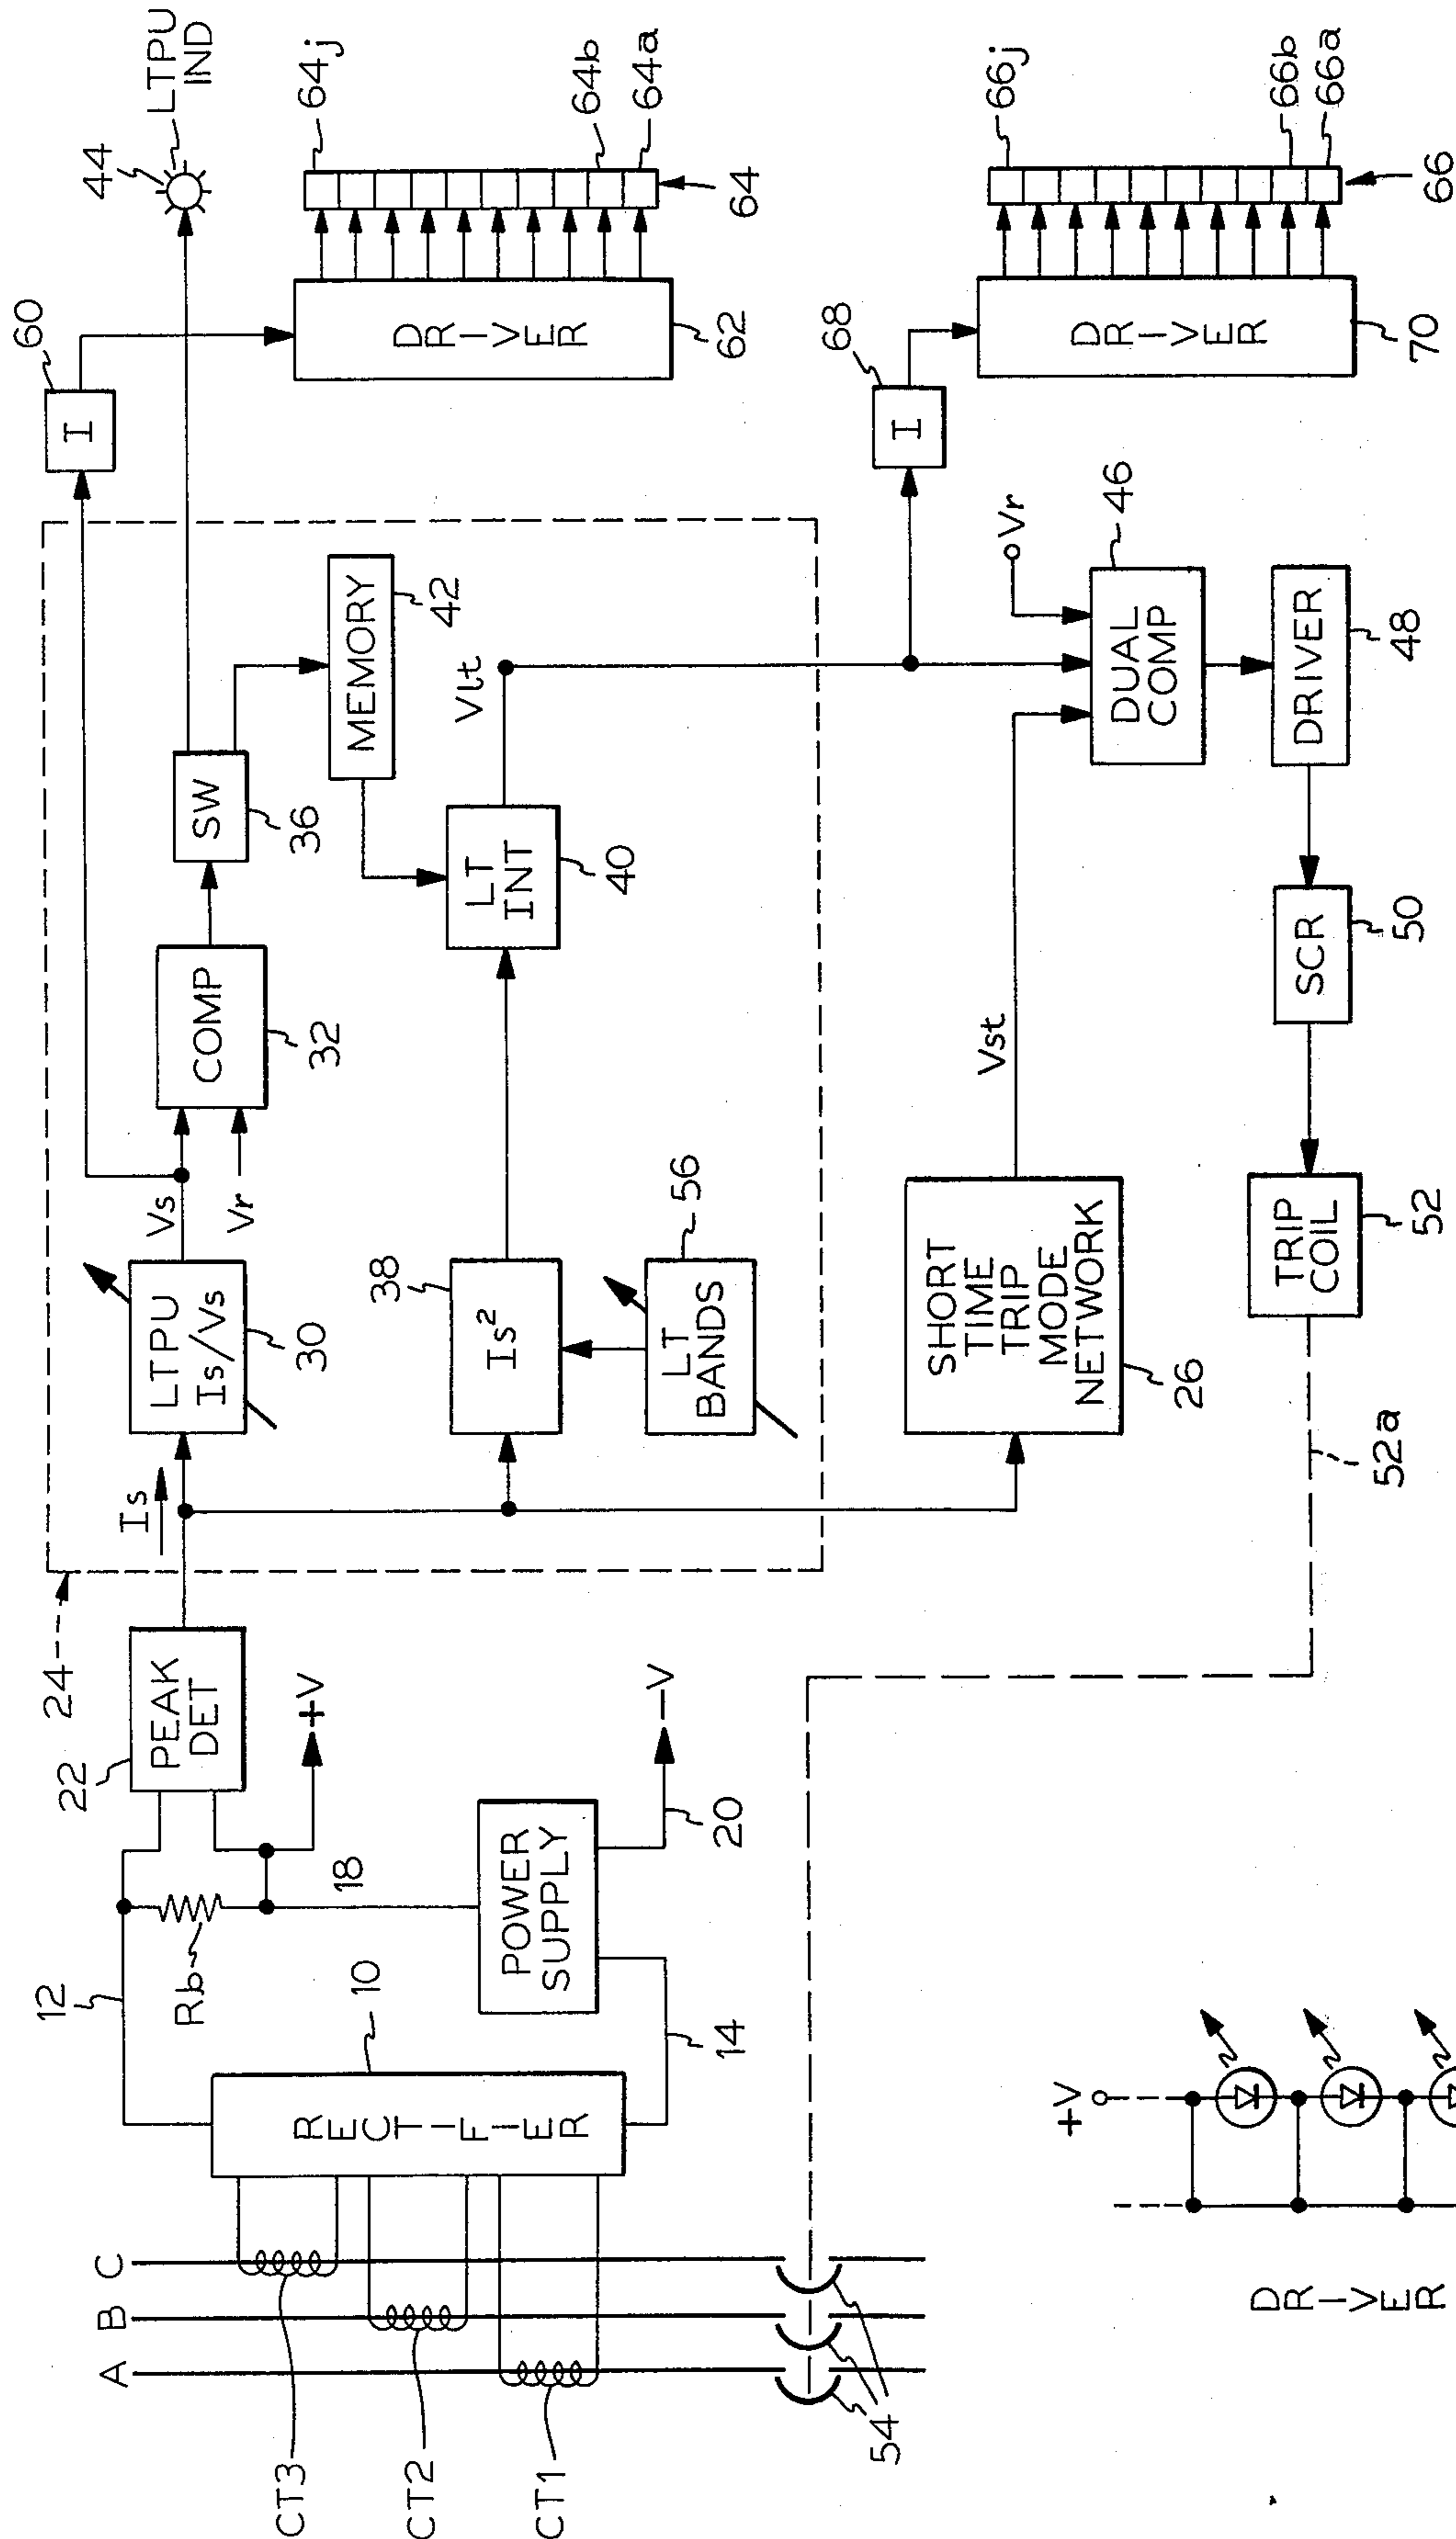 A
B
C
CT3
CT2
CT1
54
RECTIFIER
10
12
14
Rb
18
POWER
SUPPLY
20
+V
-V
PEAK
DET
22
24
Is
LTPU
Is/Vs
30
Vs
Vr
COMP
32
SW
36
MEMORY
42
Is²
38
LT
BANDS
56
LT
INT
40
Vlt
SHORT
TIME
TRIP
MODE
NETWORK
26
Vst
Vr
DUAL
COMP
46
DRIVER
48
SCR
50
TRIP
COIL
52
52a
I
60
44
LTPU
IND
DRIVER
62
64j
64b
64a
64
I
68
DRIVER
70
66j
66b
66a
66
+V
DRIVER